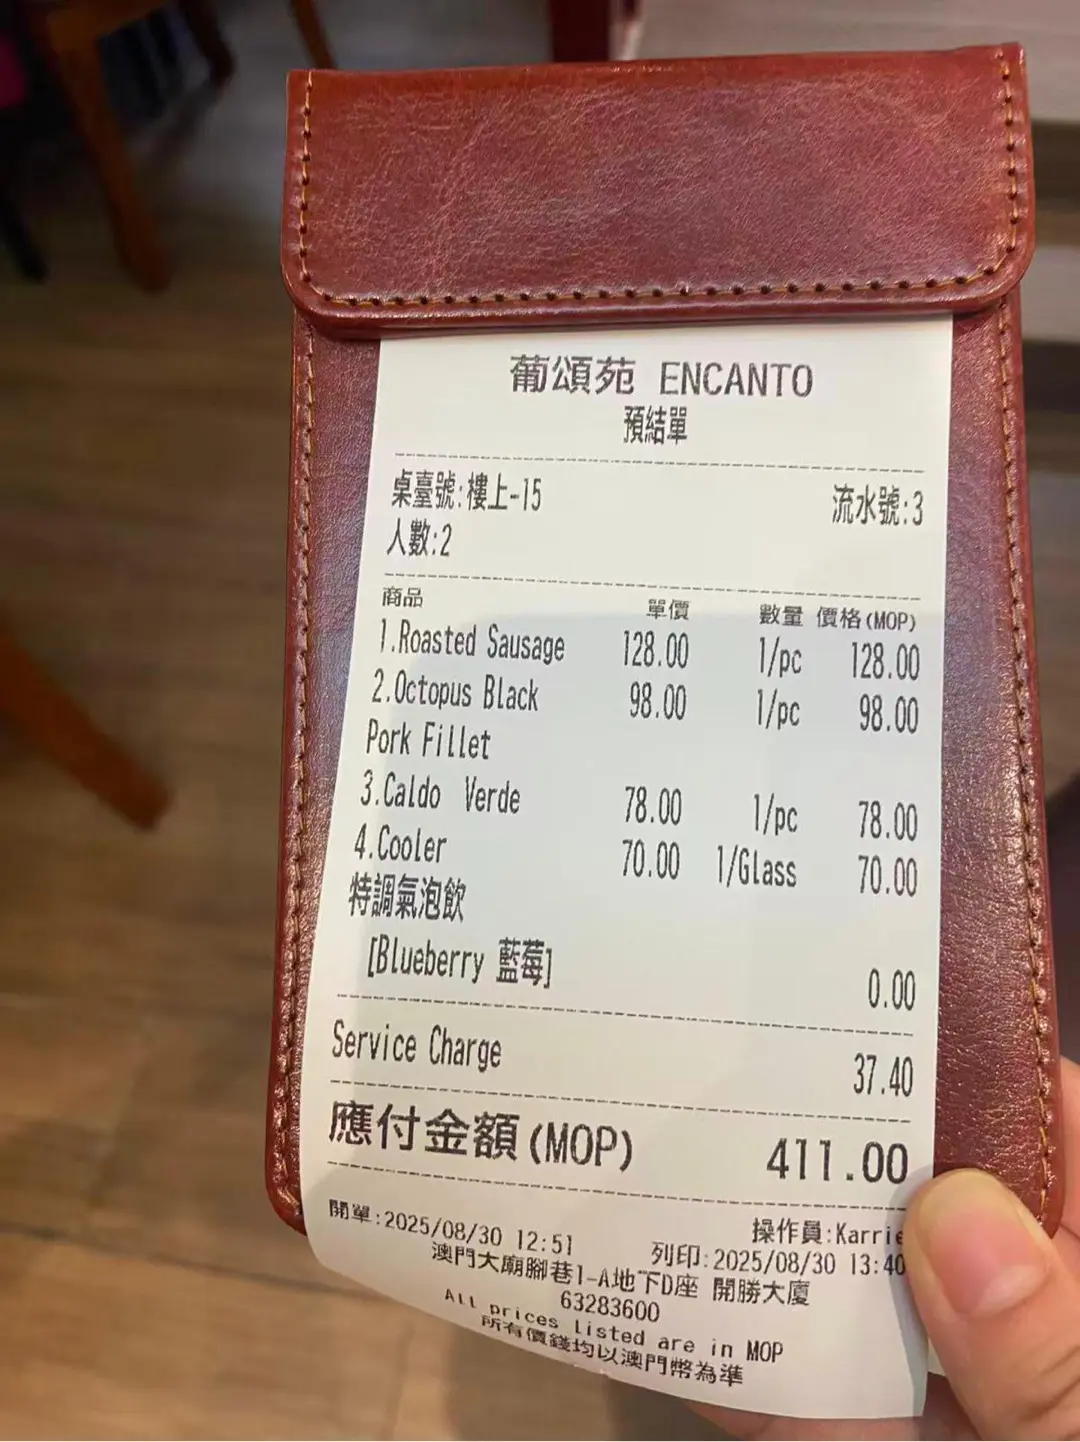 葡頌苑 ENCANTO
預結單
桌臺號:樓上-15 流水號:3
人數:2
商品 單價 數量 價格(MOP)
1.Roasted Sausage 128.00 1/pc 128.00
2.Octopus Black 98.00 1/pc 98.00
Pork Fillet
3.Caldo Verde 78.00 1/pc 78.00
4.Cooler 70.00 1/Glass 70.00
特調氣泡飲
[Blueberry 藍莓] 0.00
Service Charge 37.40
應付金額(MOP) 411.00
操作員:Karrie
開單:2025/08/30 12:51 列印:2025/08/30 13:40
澳門大廟腳巷1-A地下D座 開勝大廈
63283600
All prices listed are in MOP
所有價錢均以澳門幣為準